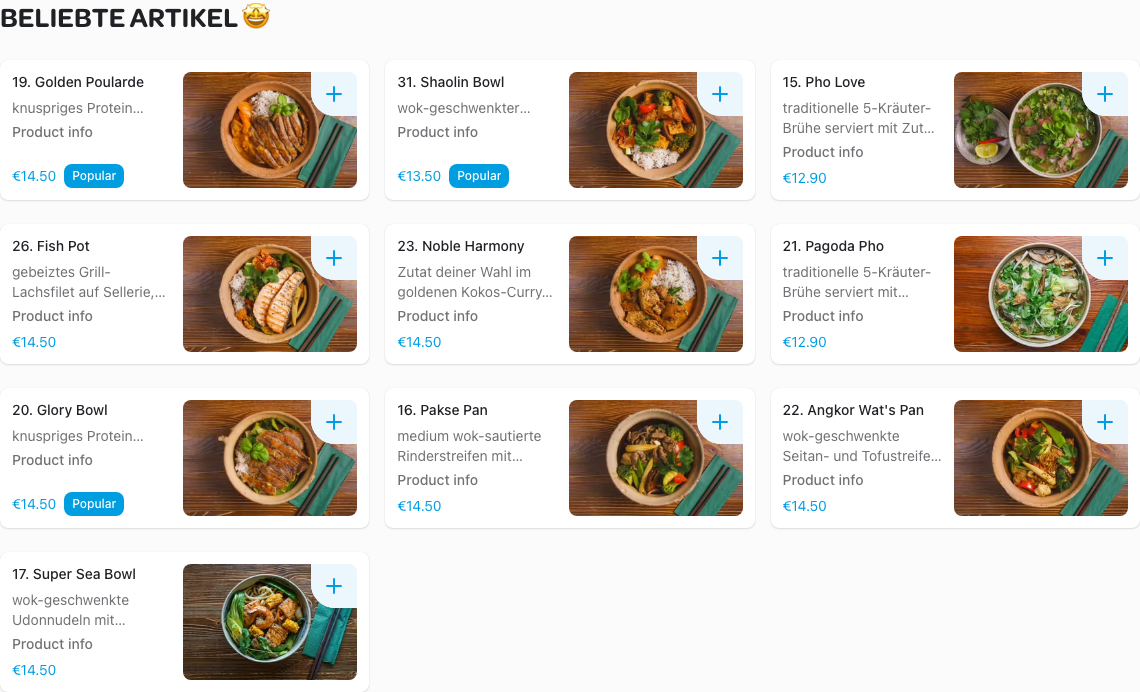 BELIEBTE ARTIKEL 🤩
19. Golden Poularde
knuspriges Protein...
Product info
€14.50 Popular
31. Shaolin Bowl
wok-geschwenkter...
Product info
€13.50 Popular
15. Pho Love
traditionelle 5-Kräuter-
Brühe serviert mit Zut...
Product info
€12.90
26. Fish Pot
gebeiztes Grill-
Lachsfilet auf Sellerie,...
Product info
€14.50
23. Noble Harmony
Zutat deiner Wahl im
goldenen Kokos-Curry...
Product info
€14.50
21. Pagoda Pho
traditionelle 5-Kräuter-
Brühe serviert mit...
Product info
€12.90
20. Glory Bowl
knuspriges Protein...
Product info
€14.50 Popular
16. Pakse Pan
medium wok-sautierte
Rinderstreifen mit...
Product info
€14.50
22. Angkor Wat's Pan
wok-geschwenkte
Seitan- und Tofustreife...
Product info
€14.50
17. Super Sea Bowl
wok-geschwenkte
Udonnudeln mit...
Product info
€14.50